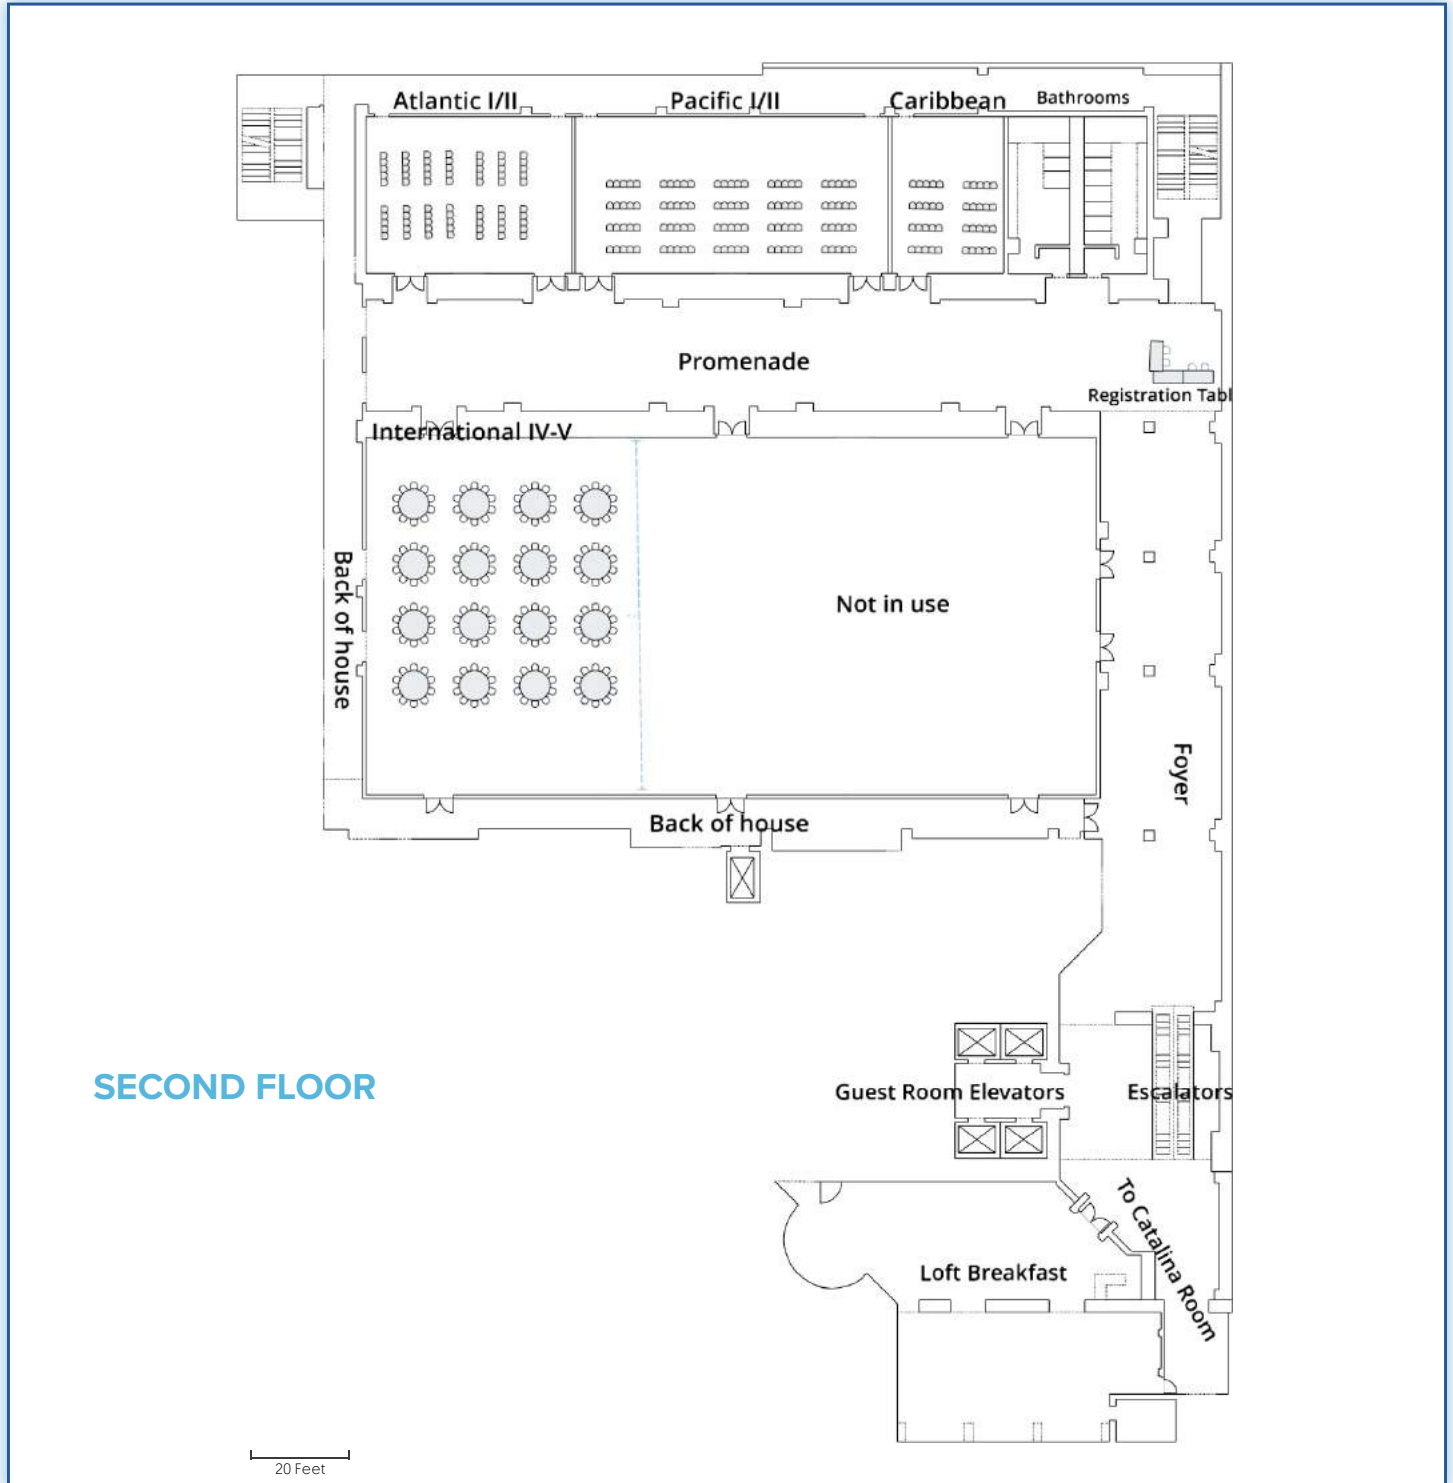 Atlantic I/II
Pacific I/II
Caribbean
Bathrooms
Promenade
Registration Tabl
International IV-V
Back of house
Not in use
Foyer
Back of house
SECOND FLOOR
Guest Room Elevators
Escalators
To Catalina Room
Loft Breakfast
20 Feet